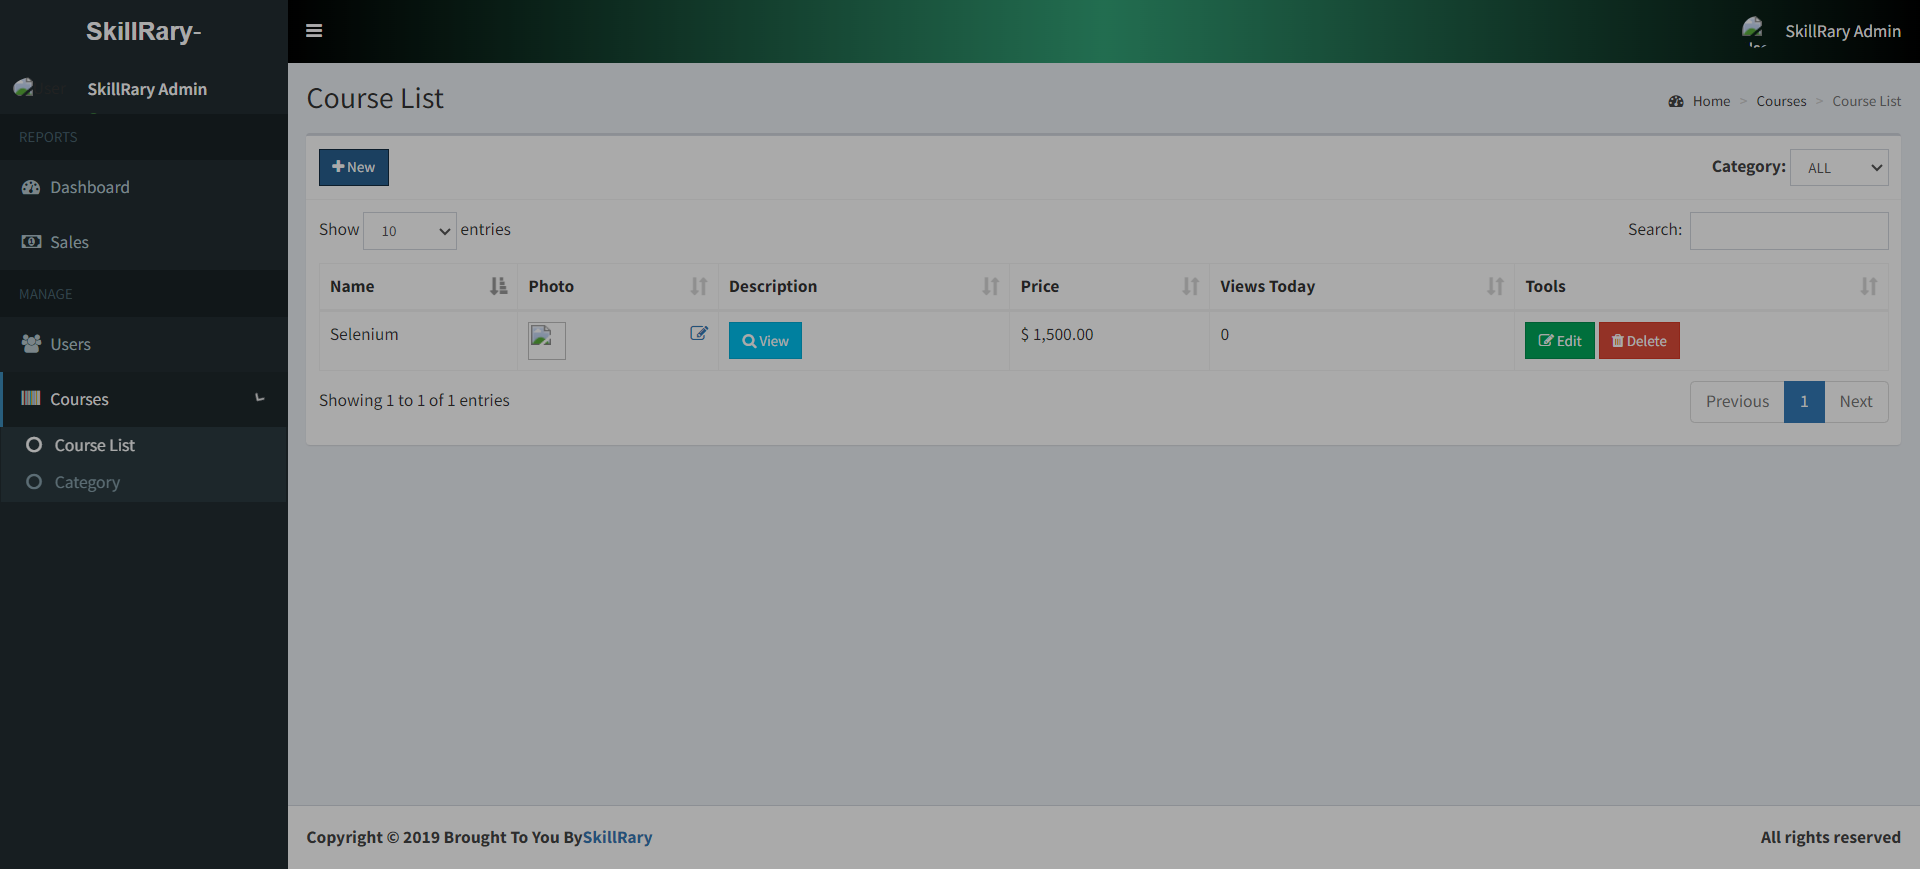 SkillRary-
SkillRary Admin
SkillRary Admin
REPORTS
Dashboard
Sales
MANAGE
Users
Courses
Course List
Category
Course List
Home > Courses > Course List
New
Category: ALL
Show 10 entries
Search:
Name Photo Description Price Views Today Tools
Selenium View $ 1,500.00 0 Edit Delete
Showing 1 to 1 of 1 entries
Previous 1 Next
Copyright © 2019 Brought To You BySkillRary
All rights reserved